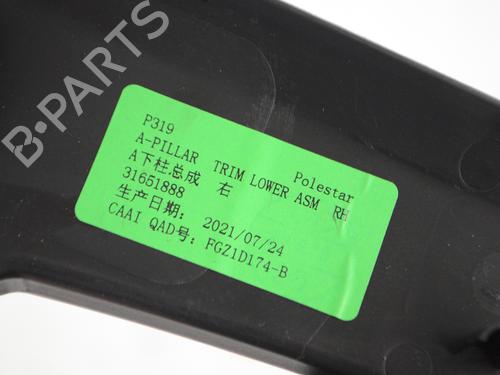 B-PARTS
P319 Polestar
A-PILLAR TRIM LOWER ASM RH
A下柱总成 右
31651888
生产日期: 2021/07/24
CAAI QAD号: FGZ1D174-B